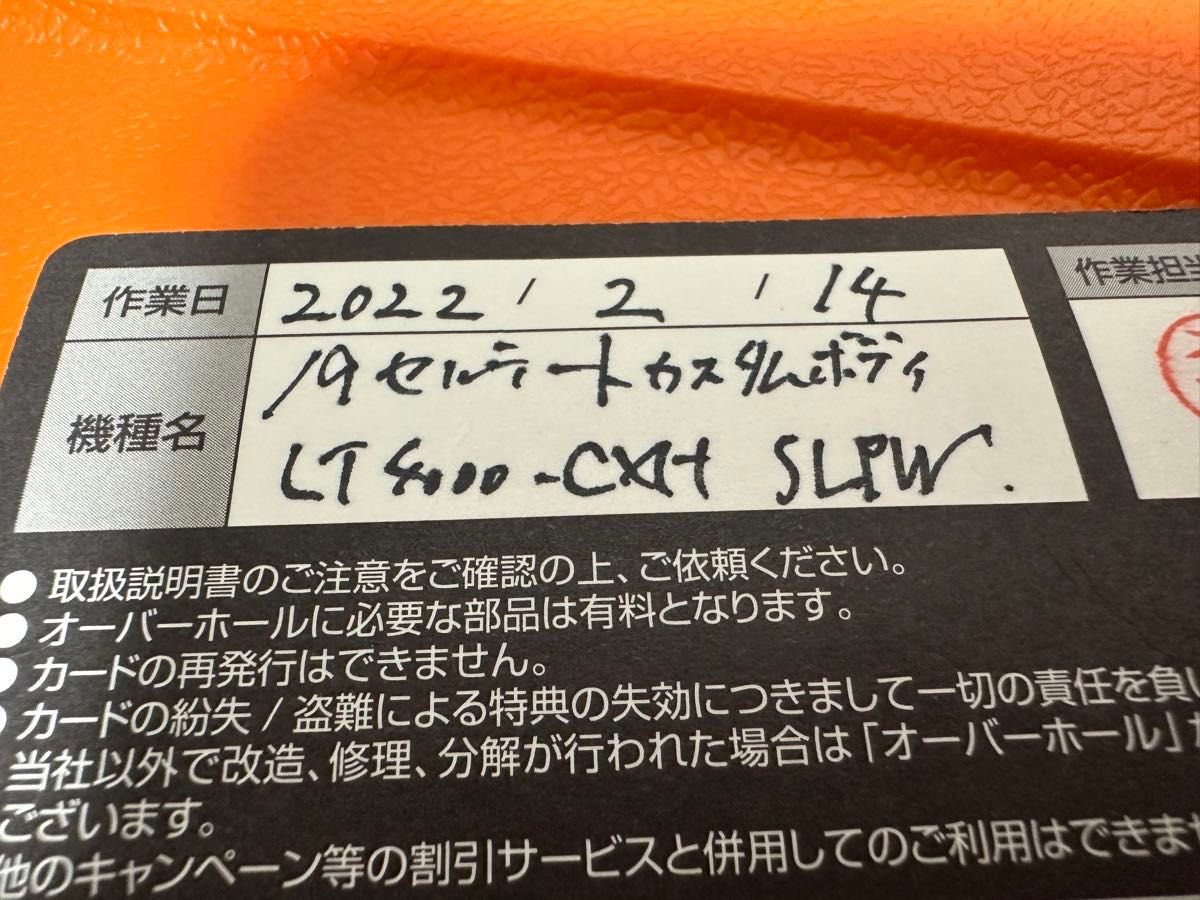 作業日 2022 / 2 / 14
作業担当
機種名 19セルテートカスタムボディ
LT4000-CXH SLPW.
● 取扱説明書のご注意をご確認の上、ご依頼ください。
● オーバーホールに必要な部品は有料となります。
● カードの再発行はできません。
● カードの紛失 / 盗難による特典の失効につきまして一切の責任を負い
当社以外で改造、修理、分解が行われた場合は「オーバーホール」が
ございます。
他のキャンペーン等の割引サービスと併用してのご利用はできませ